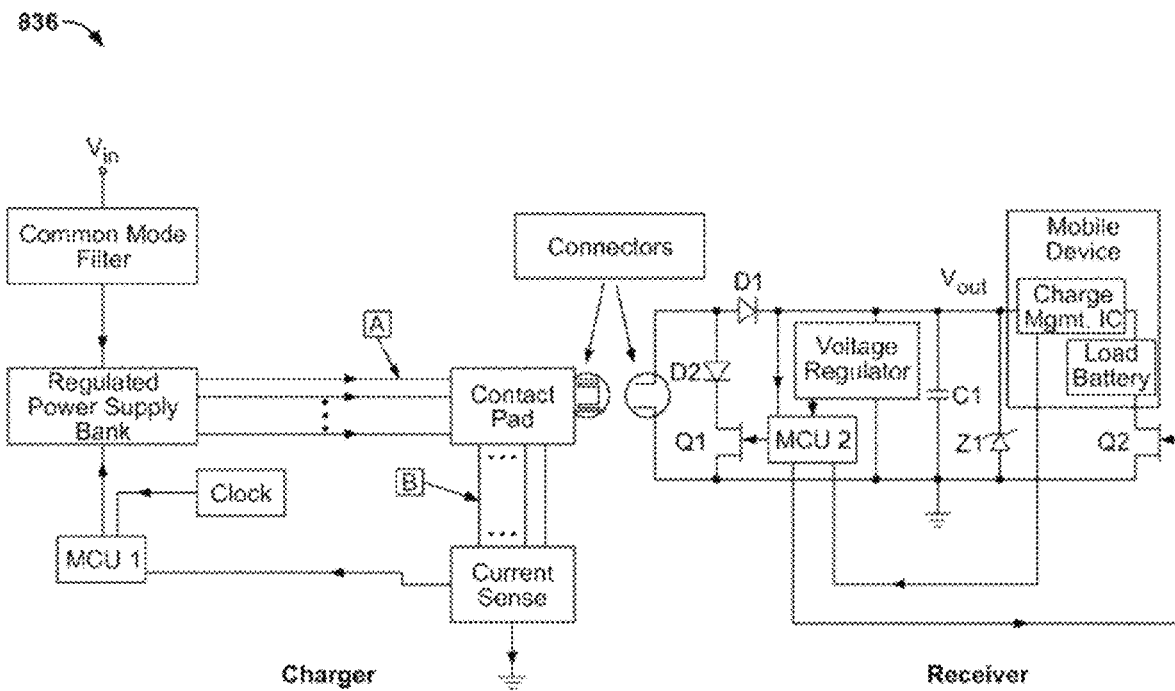 836
Vin
Common Mode
Filter
Connectors
Mobile
Device
Vout
D1
Charge
Mgmt. IC
A
Regulated
Power Supply
Bank
Contact
Pad
D2
Voltage
Regulator
Load
Battery
C1
Q1
MCU 2
Z1
Q2
B
Clock
MCU 1
Current
Sense
Charger
Receiver